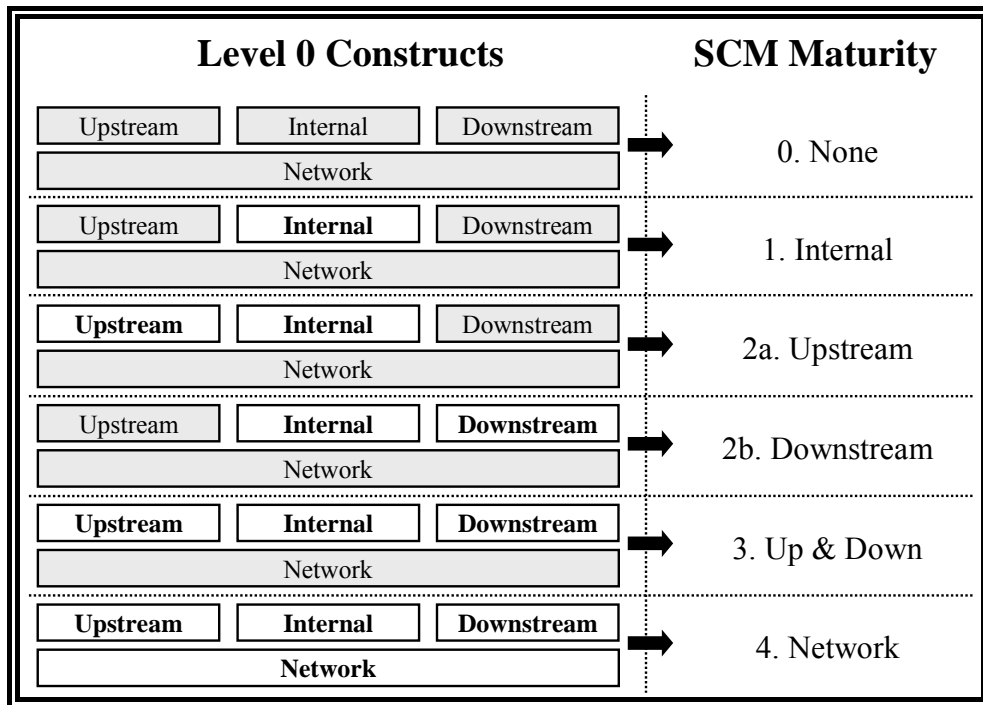 Level 0 Constructs SCM Maturity
Upstream Internal Downstream
Network
0. None
Upstream Internal Downstream
Network
1. Internal
Upstream Internal Downstream
Network
2a. Upstream
Upstream Internal Downstream
Network
2b. Downstream
Upstream Internal Downstream
Network
3. Up & Down
Upstream Internal Downstream
Network
4. Network